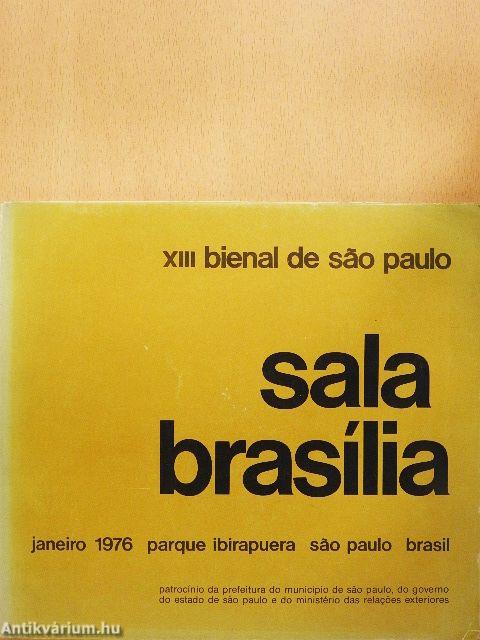 xiii bienal de são paulo
sala
brasília
janeiro 1976 parque ibirapuera são paulo brasil
patrocínio da prefeitura do municipio de são paulo, do governo
do estado de são paulo e do ministério das relações exteriores
Antikvárium.hu